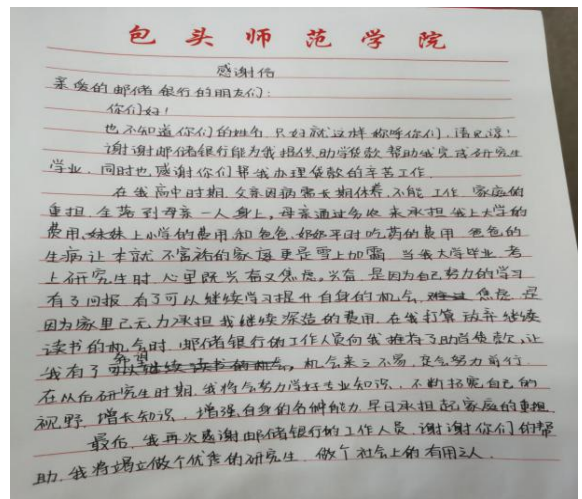 包头师范学院
感谢信
亲爱的邮储银行的朋友们：
你们好！
也不知道你们的姓名，只好就这样称呼你们，请见谅！
谢谢邮储银行能为我提供助学贷款帮助我完成研究生
学业，同时也感谢你们帮我办理贷款的辛苦工作。
在我高中时期，父亲因病需长期休养，不能工作，家庭的
重担全落到母亲一人身上，母亲通过务农来承担我上大学的
费用、妹妹上小学的费用和爸爸、奶奶平时吃药的费用。爸爸的
生病让本就不富裕的家庭更是雪上加霜。当我大学毕业，考
上研究生时，心里既兴奋又焦虑，兴奋是因为自己努力的学习
有了回报，有了可以继续学习提升自身的机会，焦虑是
因为家里已无力承担我继续深造的费用。在我打算放弃继续
读书的机会时，邮储银行的工作人员向我推荐了助学贷款，让
我有了希望，机会来之不易，定会努力前行。
在以后研究生时期，我将会努力学好专业知识，不断拓宽自己的
视野，增长知识，增强自身的各种能力，早日承担起家庭的重担。
最后，我再次感谢邮储银行的工作人员，谢谢你们的帮
助，我将竭立做个优秀的研究生，做个社会上的有用之人。